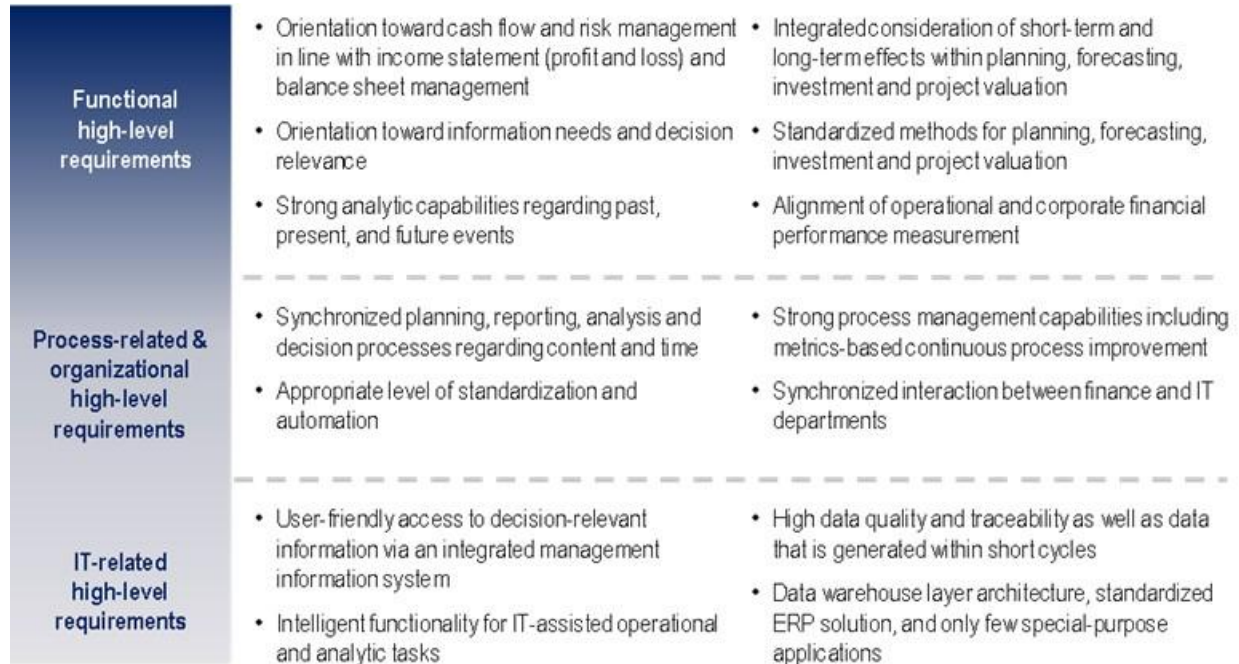 Functional
high-level
requirements
• Orientation toward cash flow and risk management
in line with income statement (profit and loss) and
balance sheet management
• Orientation toward information needs and decision
relevance
• Strong analytic capabilities regarding past,
present, and future events
• Integrated consideration of short-term and
long-term effects within planning, forecasting,
investment and project valuation
• Standardized methods for planning, forecasting,
investment and project valuation
• Alignment of operational and corporate financial
performance measurement
Process-related &
organizational
high-level
requirements
• Synchronized planning, reporting, analysis and
decision processes regarding content and time
• Appropriate level of standardization and
automation
• Strong process management capabilities including
metrics-based continuous process improvement
• Synchronized interaction between finance and IT
departments
IT-related
high-level
requirements
• User-friendly access to decision-relevant
information via an integrated management
information system
• Intelligent functionality for IT-assisted operational
and analytic tasks
• High data quality and traceability as well as data
that is generated within short cycles
• Data warehouse layer architecture, standardized
ERP solution, and only few special-purpose
applications